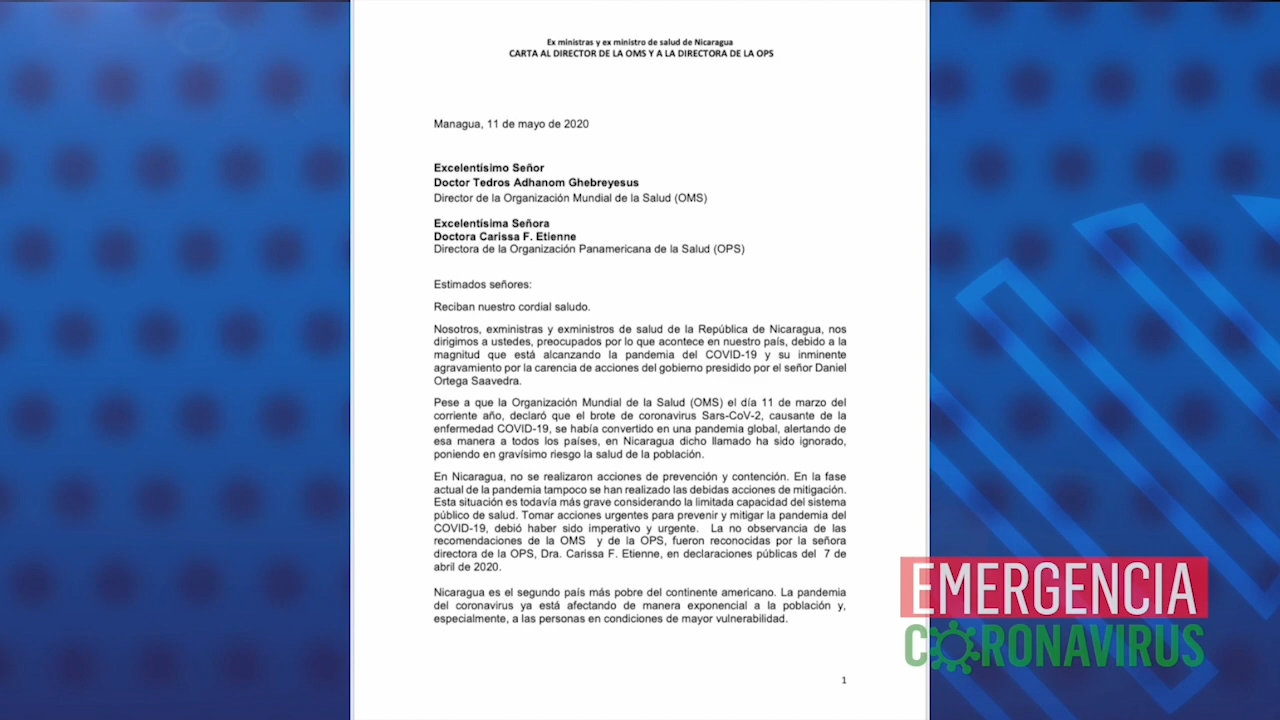 Ex ministras y ex ministro de salud de Nicaragua
CARTA AL DIRECTOR DE LA OMS Y A LA DIRECTORA DE LA OPS
Managua, 11 de mayo de 2020
Excelentísimo Señor
Doctor Tedros Adhanom Ghebreyesus
Director de la Organización Mundial de la Salud (OMS)
Excelentísima Señora
Doctora Carissa F. Etienne
Directora de la Organización Panamericana de la Salud (OPS)
Estimados señores:
Reciban nuestro cordial saludo.
Nosotros, exministras y exministros de salud de la República de Nicaragua, nos
dirigimos a ustedes, preocupados por lo que acontece en nuestro país, debido a la
magnitud que está alcanzando la pandemia del COVID-19 y su inminente
agravamiento por la carencia de acciones del gobierno presidido por el señor Daniel
Ortega Saavedra.
Pese a que la Organización Mundial de la Salud (OMS) el día 11 de marzo del
corriente año, declaró que el brote de coronavirus Sars-CoV-2, causante de la
enfermedad COVID-19, se había convertido en una pandemia global, alertando de
esa manera a todos los países, en Nicaragua dicho llamado ha sido ignorado,
poniendo en gravísimo riesgo la salud de la población.
En Nicaragua, no se realizaron acciones de prevención y contención. En la fase
actual de la pandemia tampoco se han realizado las debidas acciones de mitigación.
Esta situación es todavía más grave considerando la limitada capacidad del sistema
público de salud. Tomar acciones urgentes para prevenir y mitigar la pandemia del
COVID-19, debió haber sido imperativo y urgente. La no observancia de las
recomendaciones de la OMS y de la OPS, fueron reconocidas por la señora
directora de la OPS, Dra. Carissa F. Etienne, en declaraciones públicas del 7 de
abril de 2020.
Nicaragua es el segundo país más pobre del continente americano. La pandemia
del coronavirus ya está afectando de manera exponencial a la población y,
especialmente, a las personas en condiciones de mayor vulnerabilidad.
1
EMERGENCIA
CORONAVIRUS